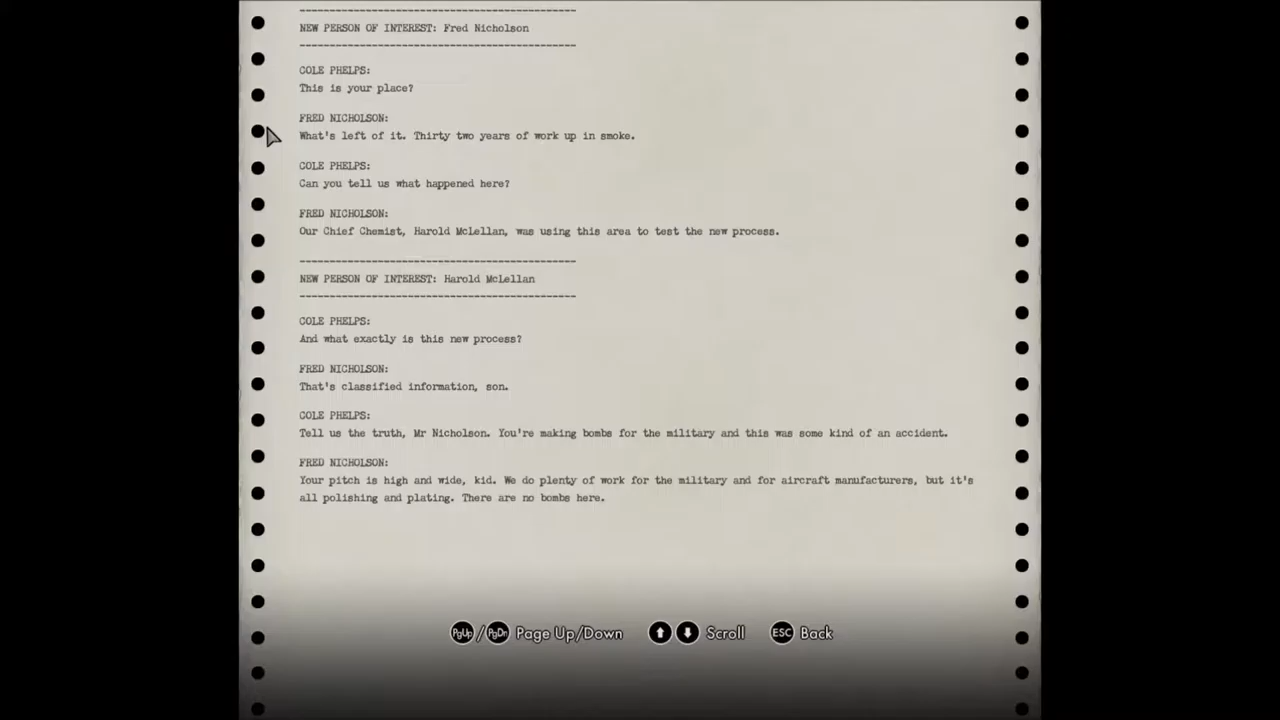 --------------------------------------------
NEW PERSON OF INTEREST: Fred Nicholson
--------------------------------------------
COLE PHELPS:
This is your place?
FRED NICHOLSON:
What's left of it. Thirty two years of work up in smoke.
COLE PHELPS:
Can you tell us what happened here?
FRED NICHOLSON:
Our Chief Chemist, Harold McLellan, was using this area to test the new process.
--------------------------------------------
NEW PERSON OF INTEREST: Harold McLellan
--------------------------------------------
COLE PHELPS:
And what exactly is this new process?
FRED NICHOLSON:
That's classified information, son.
COLE PHELPS:
Tell us the truth, Mr Nicholson. You're making bombs for the military and this was some kind of an accident.
FRED NICHOLSON:
Your pitch is high and wide, kid. We do plenty of work for the military and for aircraft manufacturers, but it's
all polishing and plating. There are no bombs here.
PgUp / PgDn Page Up/Down Scroll ESC Back